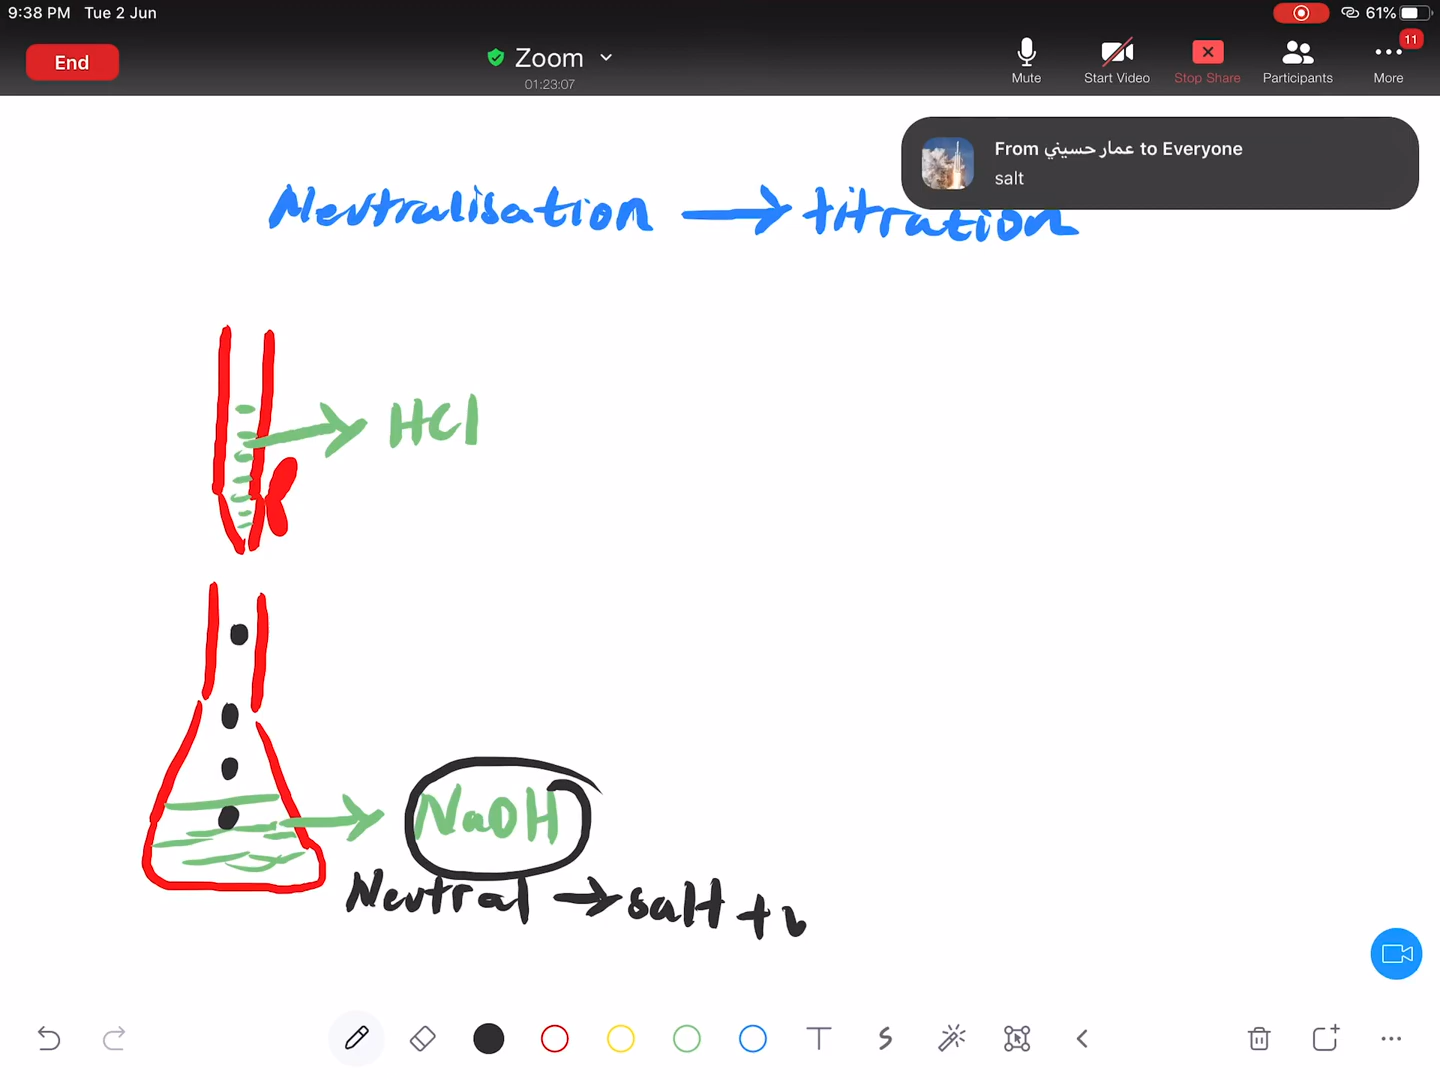 9:38 PM Tue 2 Jun
61%
End
Zoom
01:23:07
Mute
Start Video
Stop Share
Participants
11
More
From عمار حسيني to Everyone
salt
Neutralisation → titration
HCl
NaOH
Neutral → salt +
T